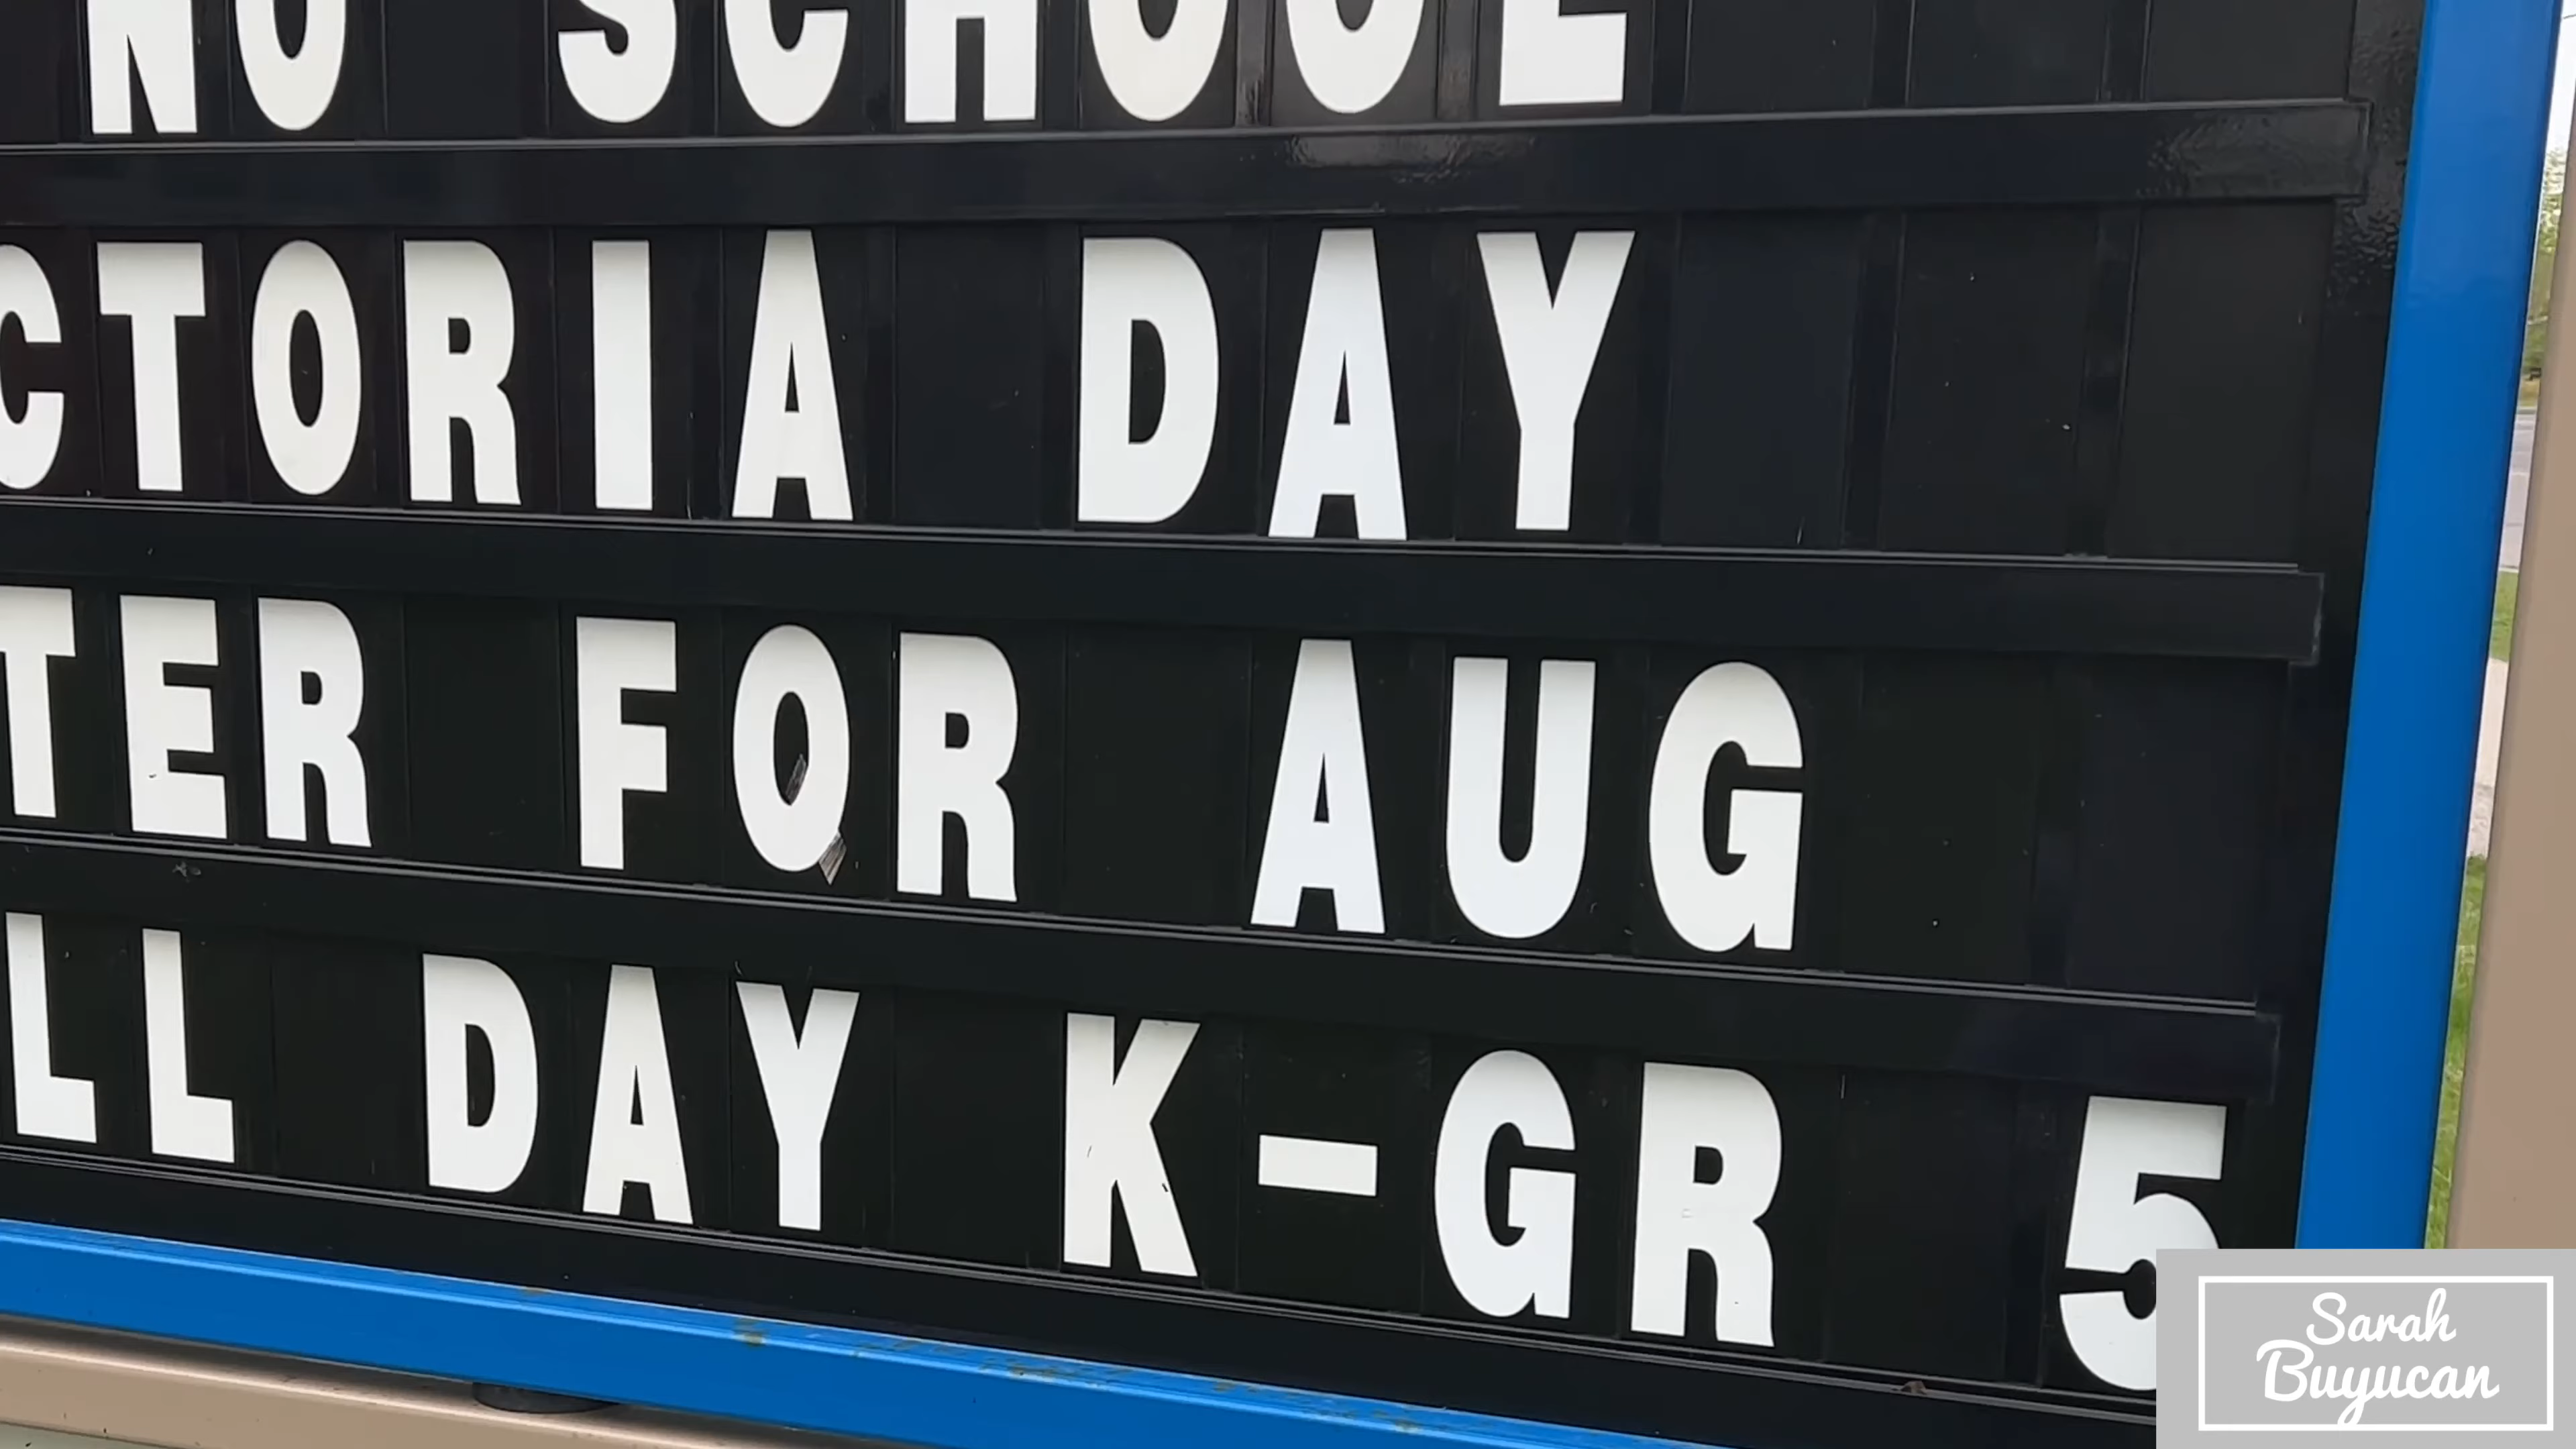 NO SCHOOL
CTORIA DAY
TER FOR AUG
LL DAY K-GR 5
Sarah
Buyucan